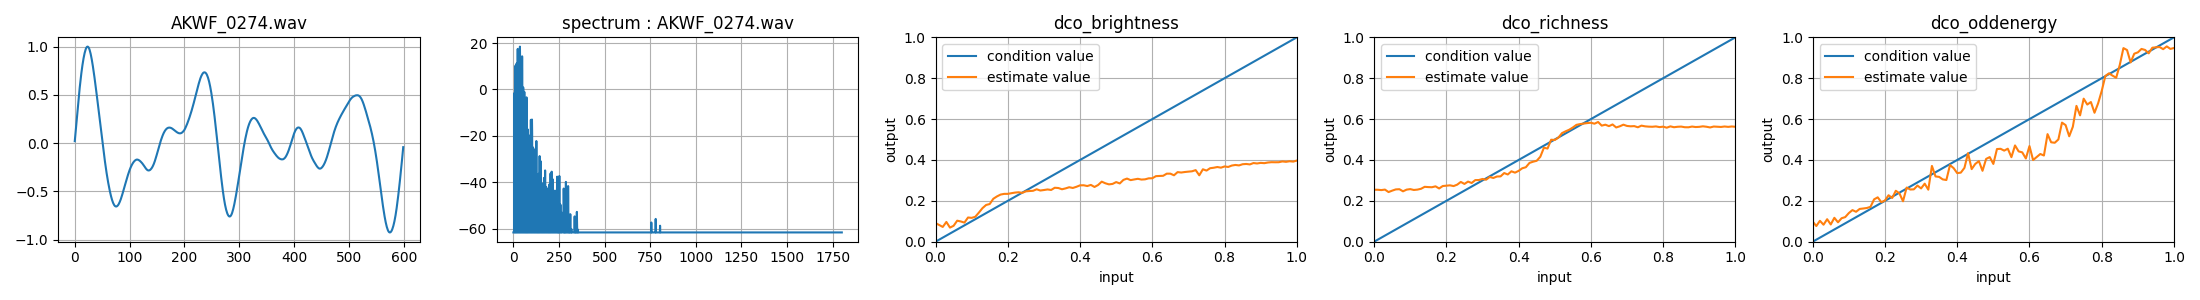 AKWF_0274.wav
1.0
0.5
0.0
−0.5
−1.0
0 100 200 300 400 500 600
spectrum : AKWF_0274.wav
20
0
−20
−40
−60
0 250 500 750 1000 1250 1500 1750
dco_brightness
condition value
estimate value
output
1.0
0.8
0.6
0.4
0.2
0.0
0.0 0.2 0.4 0.6 0.8 1.0
input
dco_richness
condition value
estimate value
output
1.0
0.8
0.6
0.4
0.2
0.0
0.0 0.2 0.4 0.6 0.8 1.0
input
dco_oddenergy
condition value
estimate value
output
1.0
0.8
0.6
0.4
0.2
0.0
0.0 0.2 0.4 0.6 0.8 1.0
input